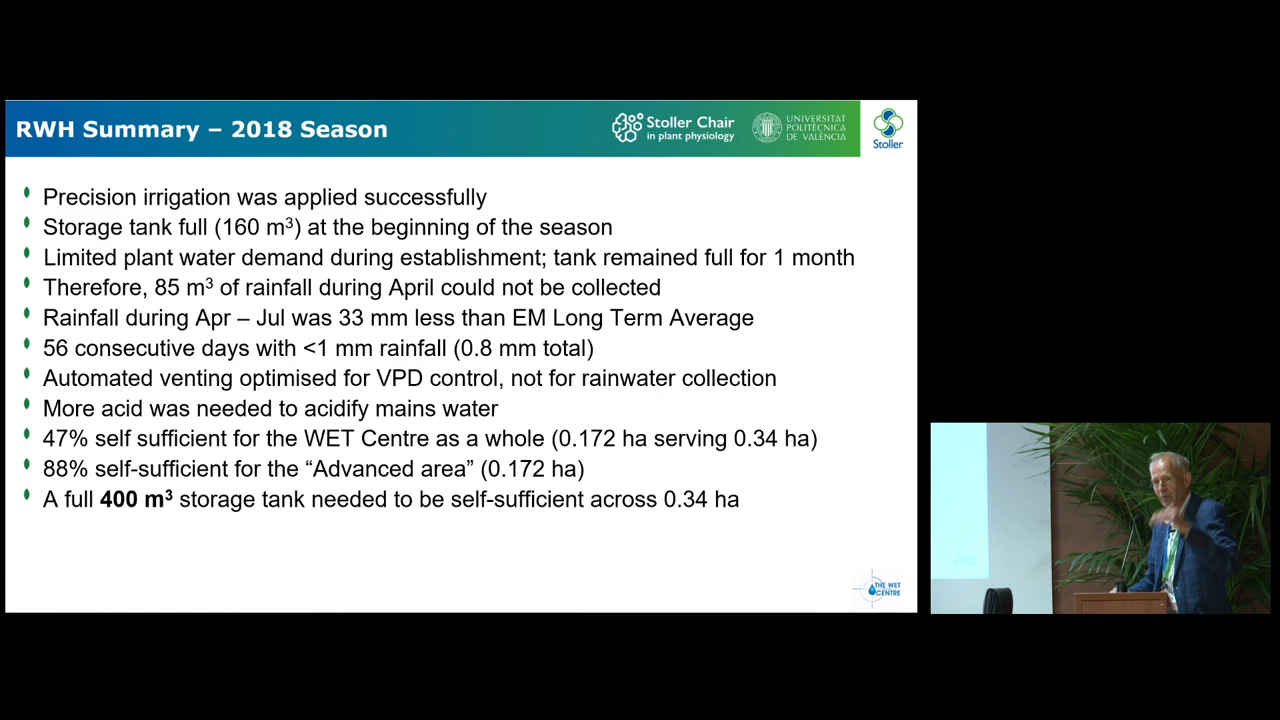 RWH Summary – 2018 Season
Stoller Chair
in plant physiology
UNIVERSITAT
POLITÈCNICA
DE VALÈNCIA
Stoller
Precision irrigation was applied successfully
Storage tank full (160 m³) at the beginning of the season
Limited plant water demand during establishment; tank remained full for 1 month
Therefore, 85 m³ of rainfall during April could not be collected
Rainfall during Apr – Jul was 33 mm less than EM Long Term Average
56 consecutive days with <1 mm rainfall (0.8 mm total)
Automated venting optimised for VPD control, not for rainwater collection
More acid was needed to acidify mains water
47% self sufficient for the WET Centre as a whole (0.172 ha serving 0.34 ha)
88% self-sufficient for the “Advanced area” (0.172 ha)
A full 400 m³ storage tank needed to be self-sufficient across 0.34 ha
THE WET
CENTRE